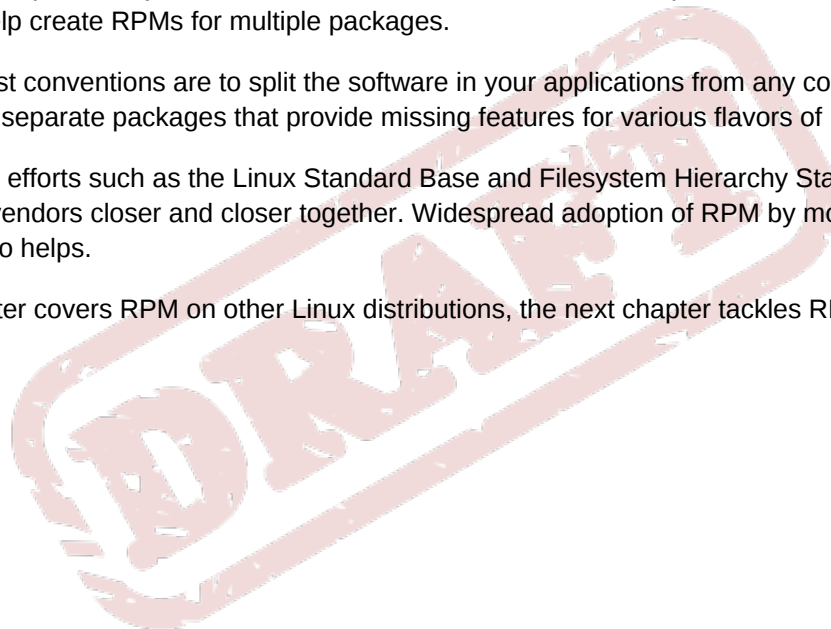 lp create RPMs for multiple packages.
st conventions are to split the software in your applications from any co
separate packages that provide missing features for various flavors of
efforts such as the Linux Standard Base and Filesystem Hierarchy Sta
vendors closer and closer together. Widespread adoption of RPM by mo
o helps.
ter covers RPM on other Linux distributions, the next chapter tackles R
DRAFT